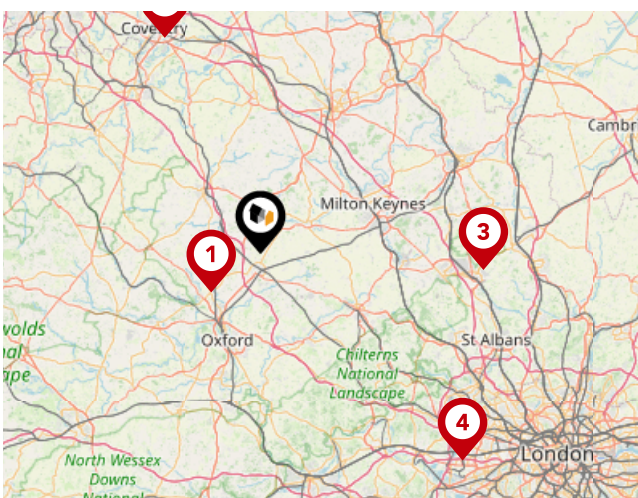 Coventry
Cambr
Milton Keynes
3
1
wolds
nal
ape
Oxford
St Albans
Chilterns
National
Landscape
4
London
North Wessex
Downs
National